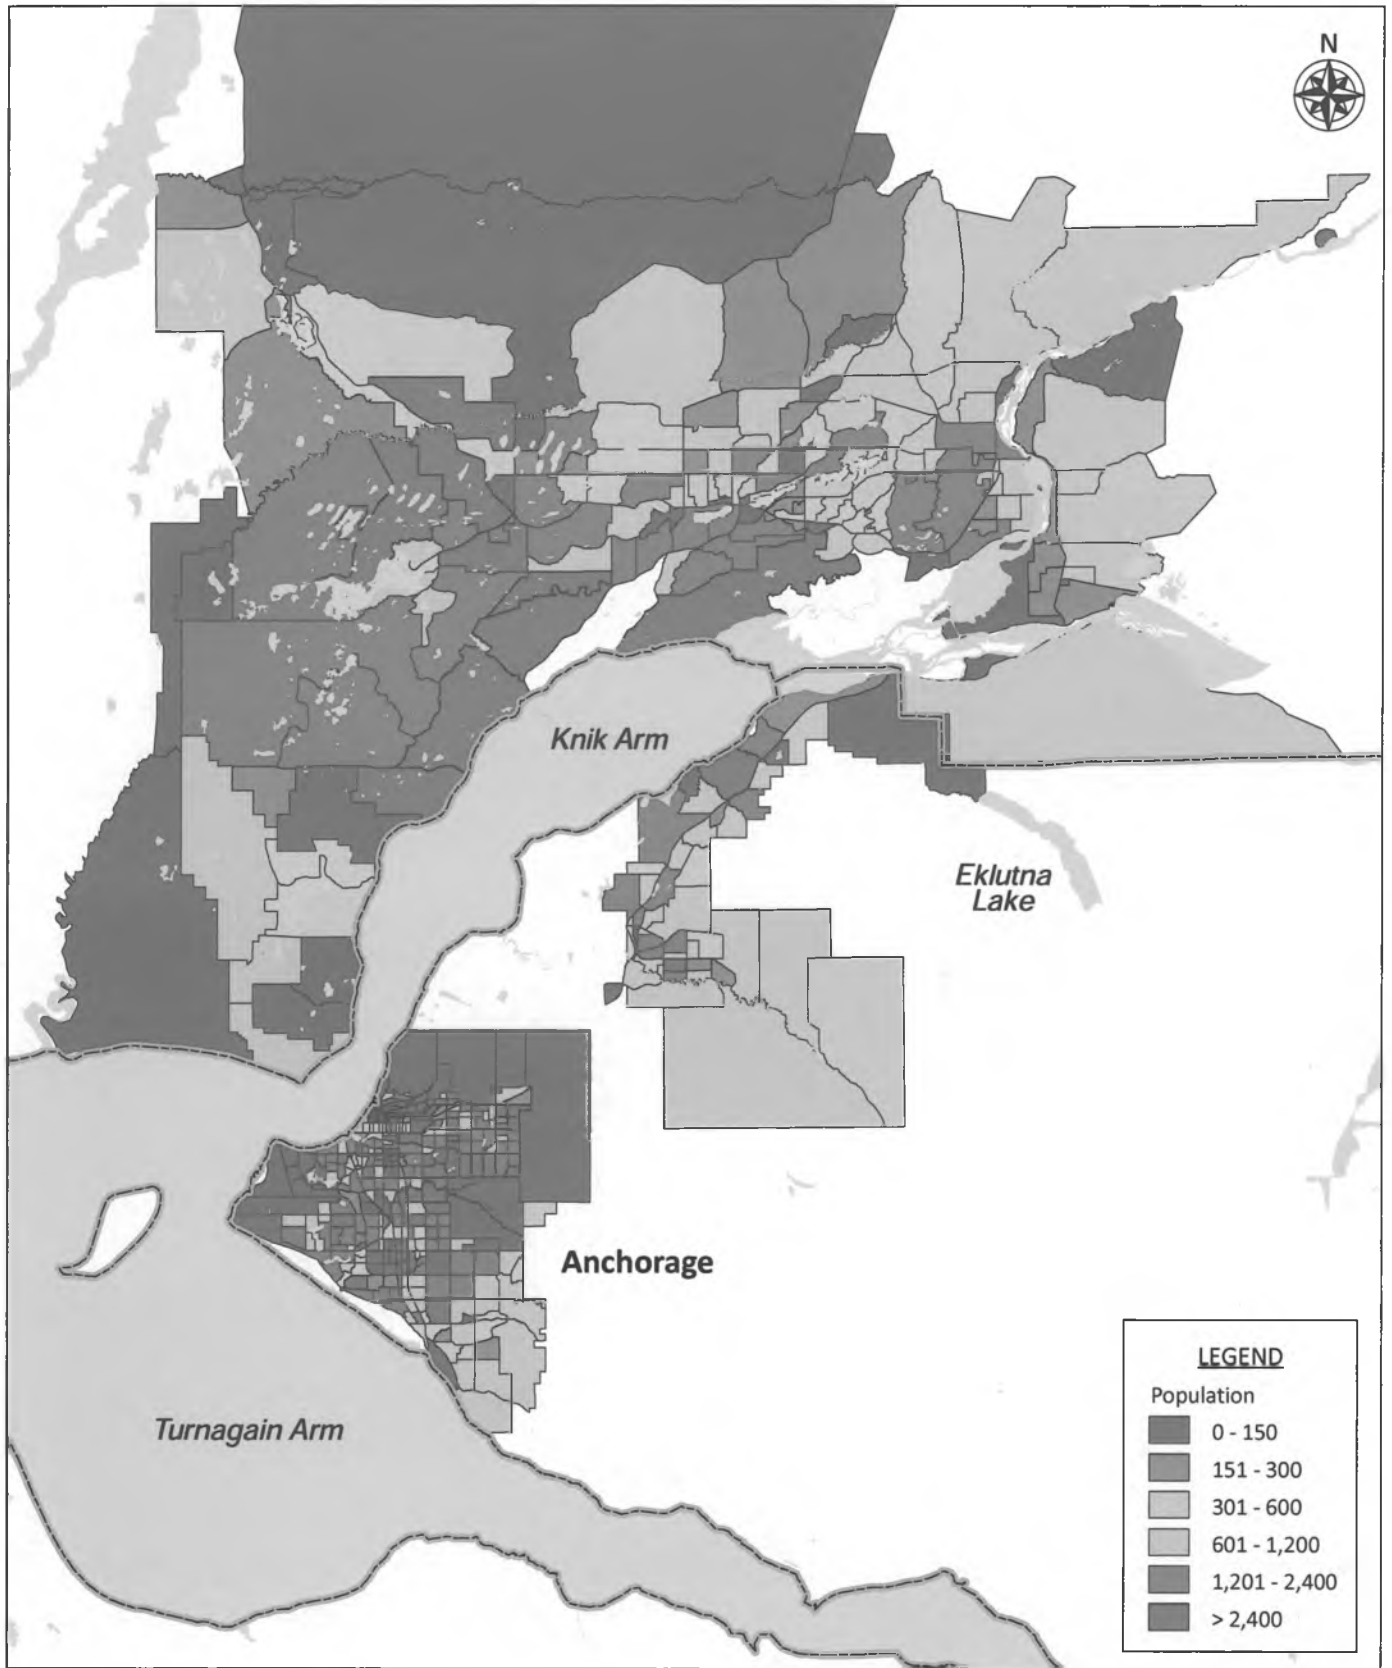 N
Knik Arm
Eklutna
Lake
Anchorage
Turnagain Arm
LEGEND
Population
0 - 150
151 - 300
301 - 600
601 - 1,200
1,201 - 2,400
> 2,400